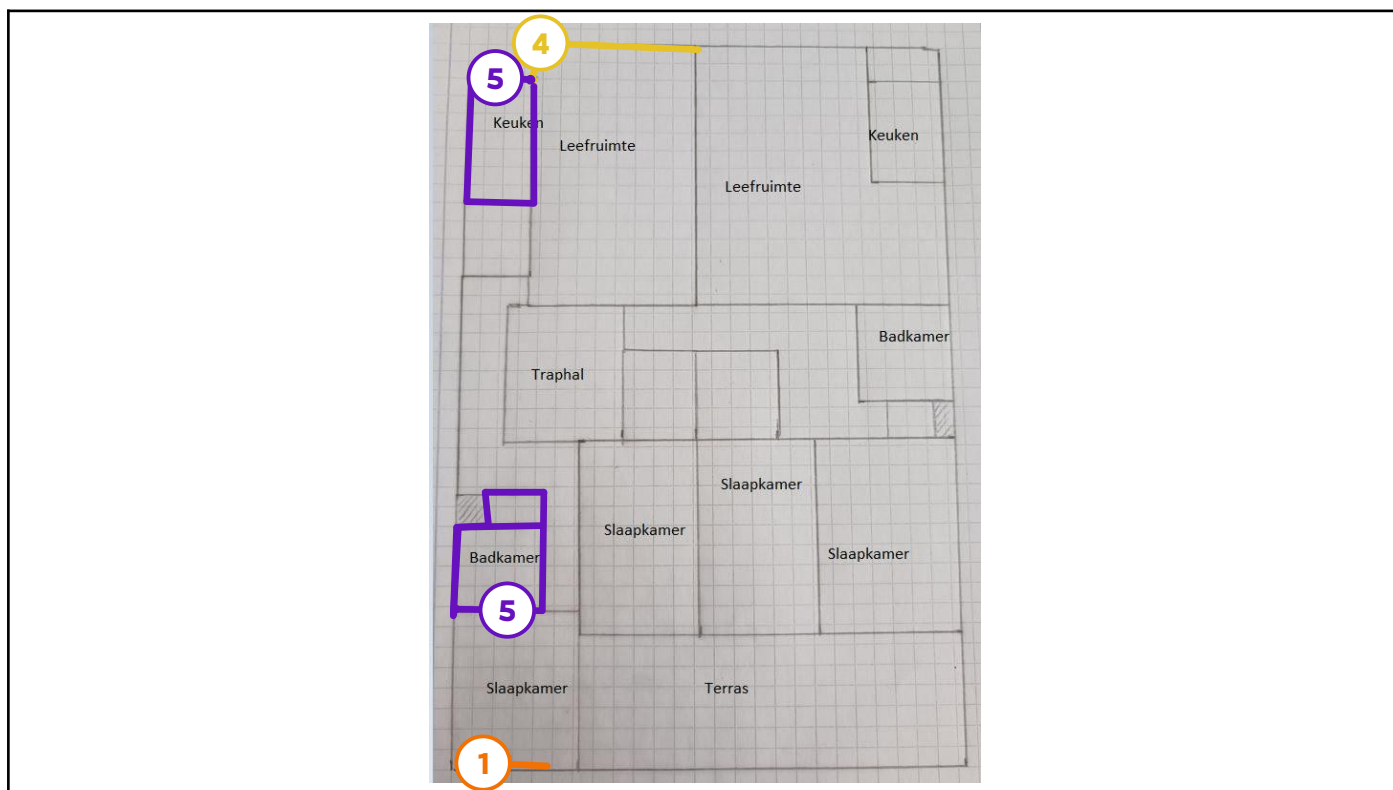 4
5
Keuken
Leefruimte
Keuken
Leefruimte
Badkamer
Traphal
Slaapkamer
Slaapkamer
Slaapkamer
Badkamer
5
Slaapkamer
Terras
1